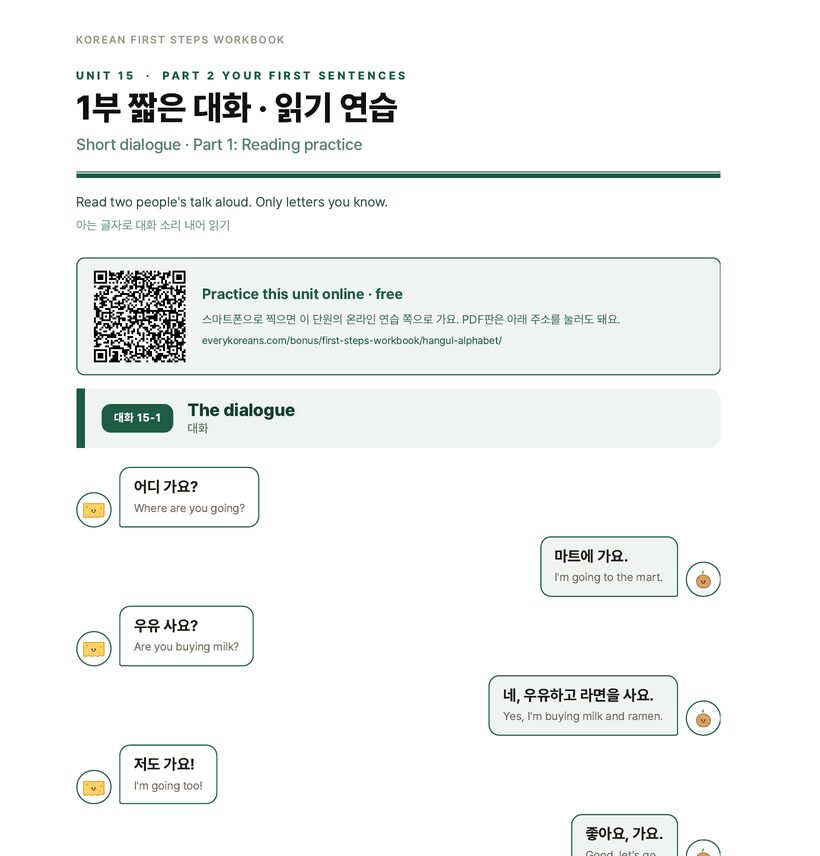 KOREAN FIRST STEPS WORKBOOK
UNIT 15 · PART 2 YOUR FIRST SENTENCES
1부 짧은 대화 · 읽기 연습
Short dialogue · Part 1: Reading practice
Read two people's talk aloud. Only letters you know.
아는 글자로 대화 소리 내어 읽기
Practice this unit online · free
스마트폰으로 찍으면 이 단원의 온라인 연습 쪽으로 가요. PDF판은 아래 주소를 눌러도 돼요.
everykoreans.com/bonus/first-steps-workbook/hangul-alphabet/
대화 15-1
The dialogue
대화
어디 가요?
Where are you going?
마트에 가요.
I'm going to the mart.
우유 사요?
Are you buying milk?
네, 우유하고 라면을 사요.
Yes, I'm buying milk and ramen.
저도 가요!
I'm going too!
좋아요, 가요.
Good, let's go.